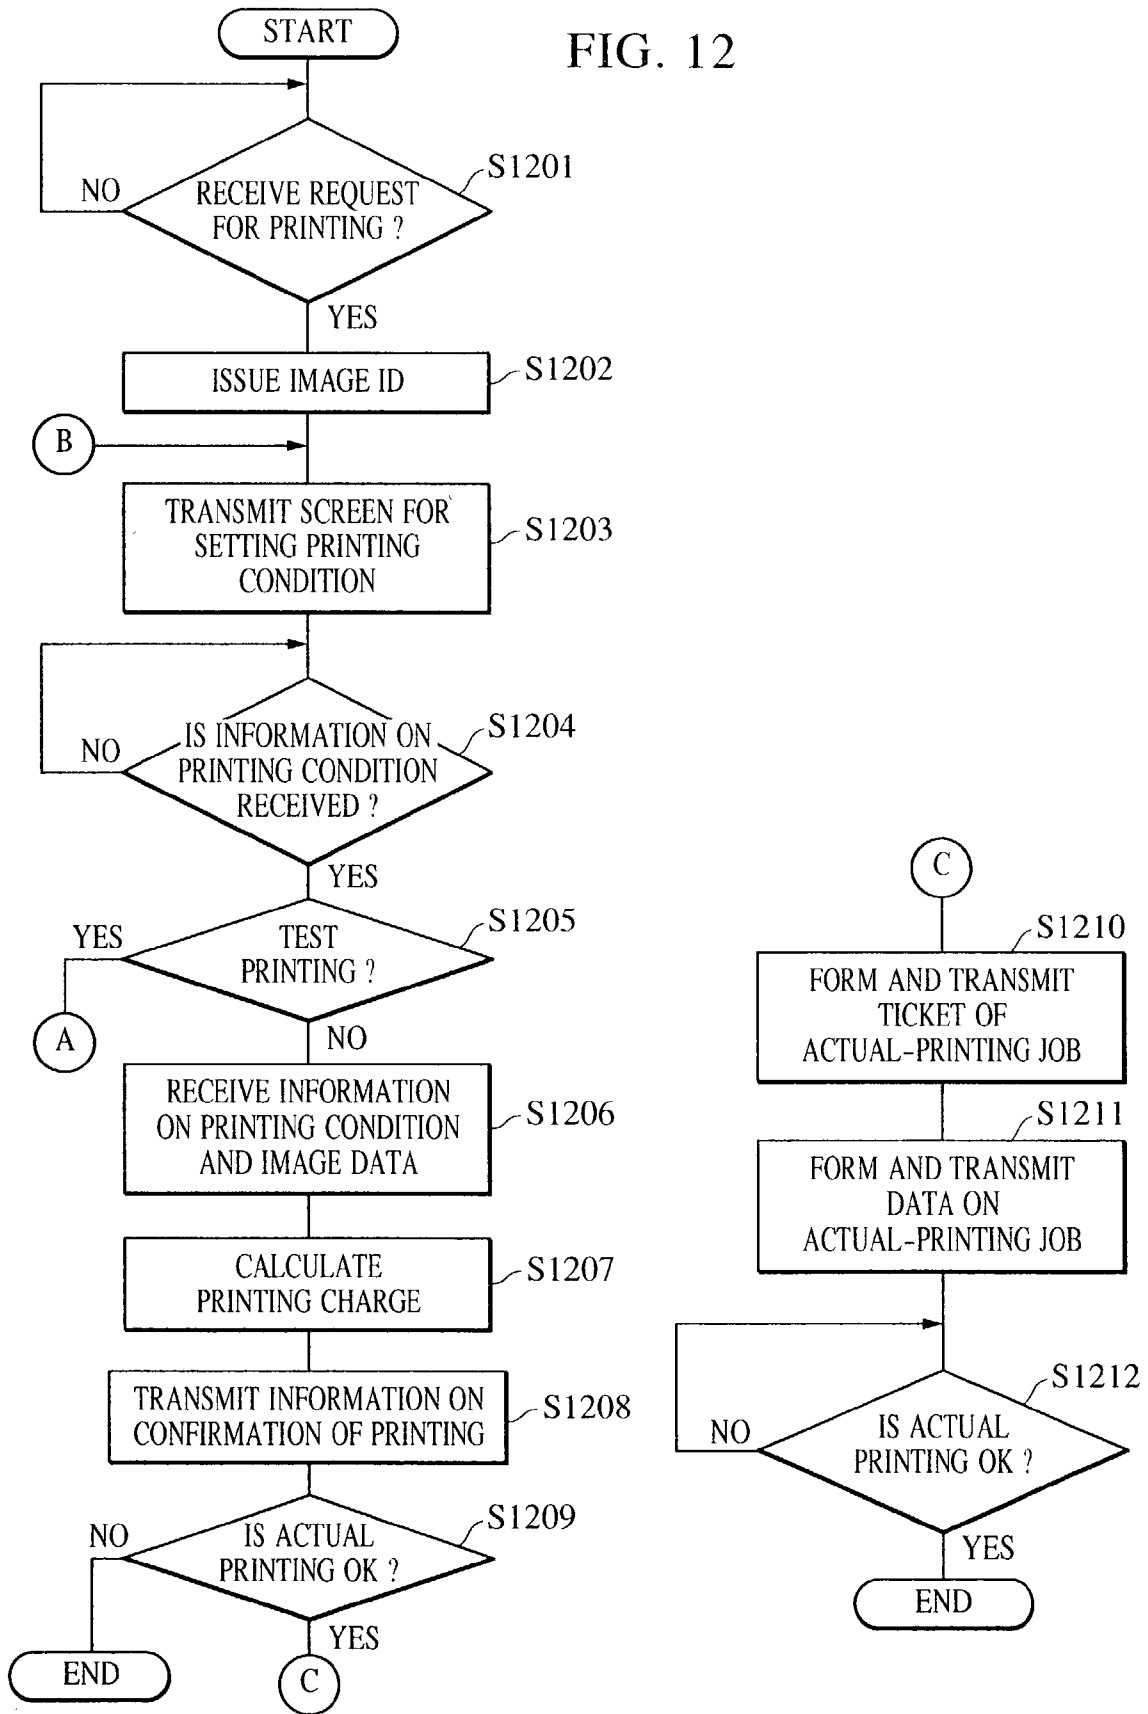 START
FIG. 12
S1201
NO
RECEIVE REQUEST
FOR PRINTING ?
YES
ISSUE IMAGE ID
S1202
B
TRANSMIT SCREEN FOR
SETTING PRINTING
CONDITION
S1203
S1204
NO
IS INFORMATION ON
PRINTING CONDITION
RECEIVED ?
YES
S1205
YES
TEST
PRINTING ?
A
NO
RECEIVE INFORMATION
ON PRINTING CONDITION
AND IMAGE DATA
S1206
CALCULATE
PRINTING CHARGE
S1207
TRANSMIT INFORMATION ON
CONFIRMATION OF PRINTING
S1208
S1209
NO
IS ACTUAL
PRINTING OK ?
YES
END
C
C
S1210
FORM AND TRANSMIT
TICKET OF
ACTUAL-PRINTING JOB
S1211
FORM AND TRANSMIT
DATA ON
ACTUAL-PRINTING JOB
S1212
NO
IS ACTUAL
PRINTING OK ?
YES
END